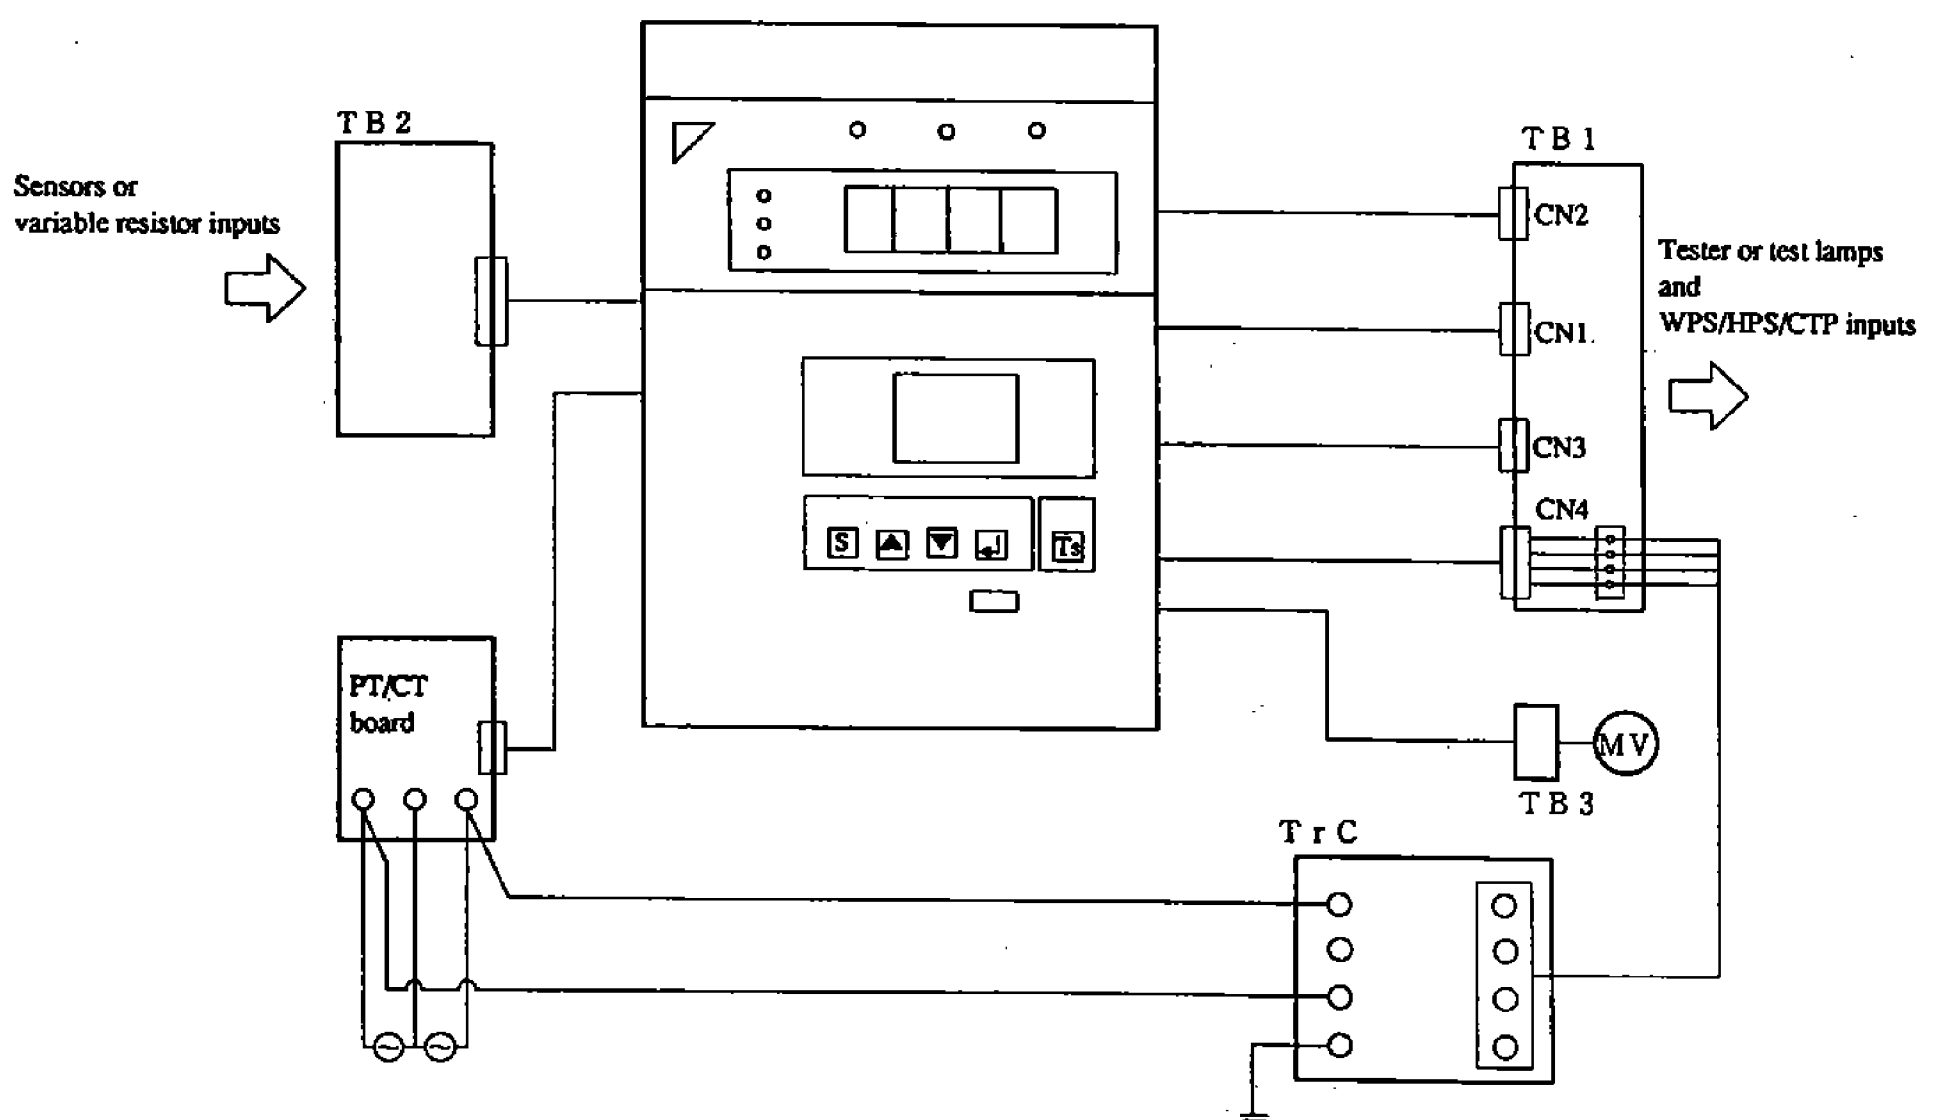 TB2
Sensors or
variable resistor inputs
TB1
CN2
Tester or test lamps
and
WPS/HPS/CTP inputs
CN1
CN3
CN4
S
Ts
PT/CT
board
MV
TB3
TrC